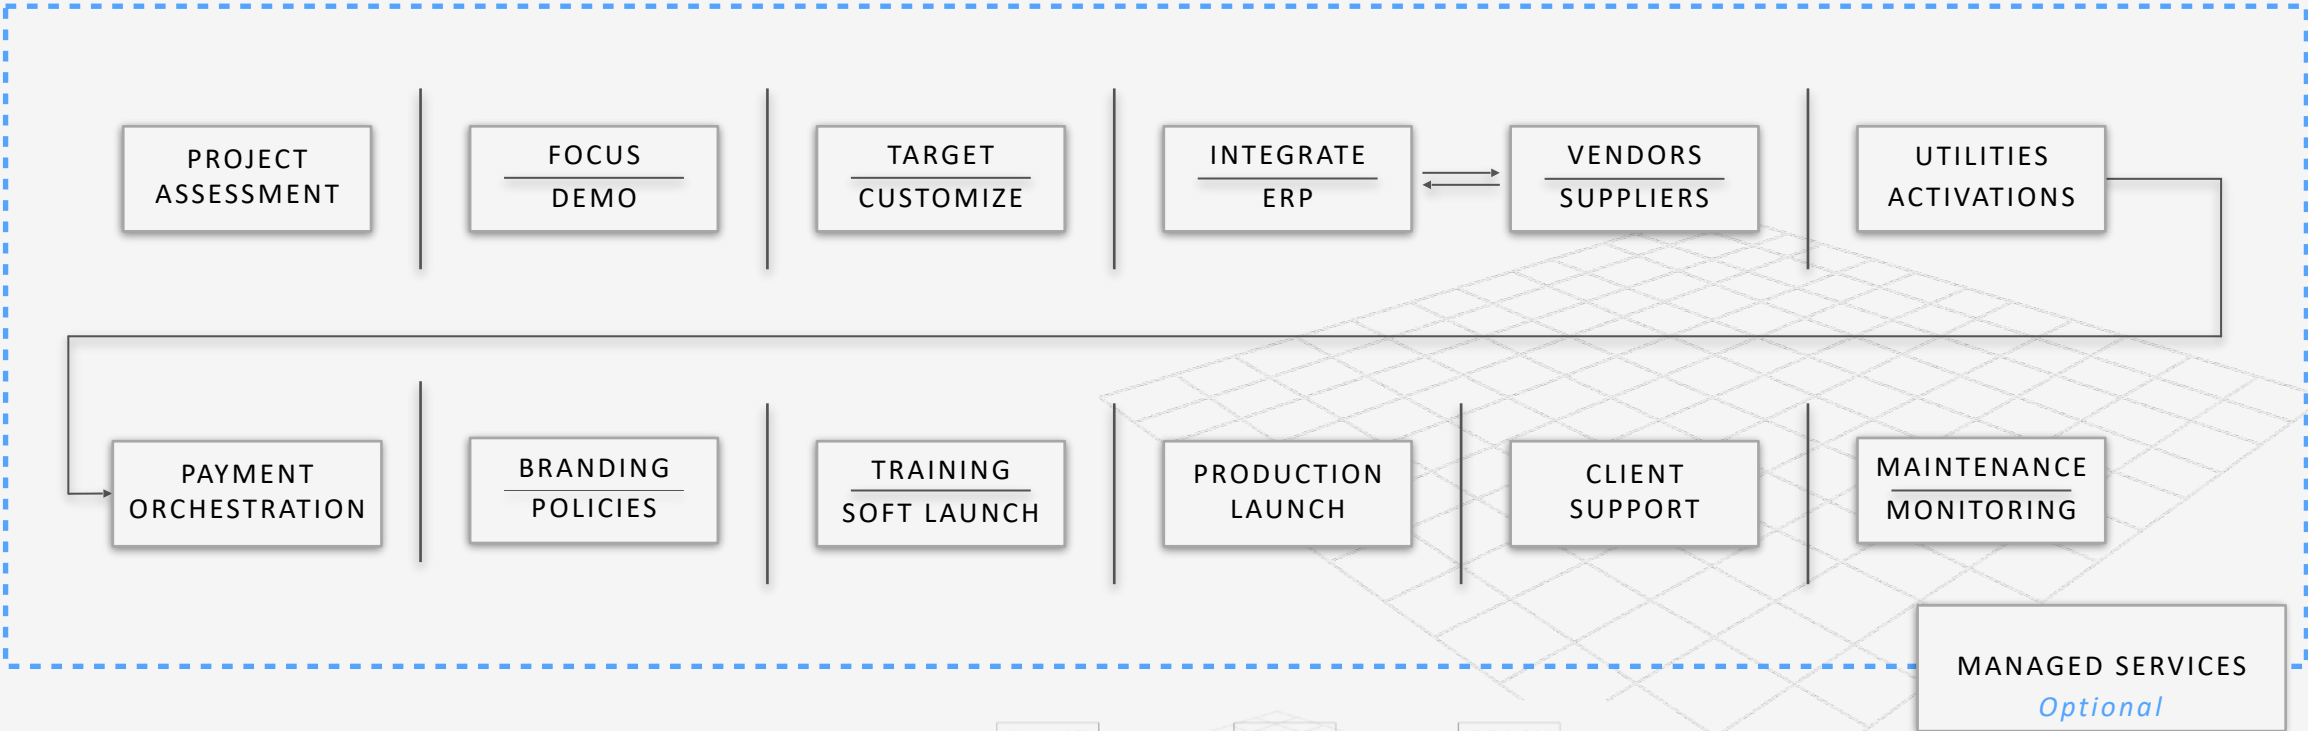 PROJECT
ASSESSMENT
FOCUS
DEMO
TARGET
CUSTOMIZE
INTEGRATE
ERP
VENDORS
SUPPLIERS
UTILITIES
ACTIVATIONS
PAYMENT
ORCHESTRATION
BRANDING
POLICIES
TRAINING
SOFT LAUNCH
PRODUCTION
LAUNCH
CLIENT
SUPPORT
MAINTENANCE
MONITORING
MANAGED SERVICES
Optional